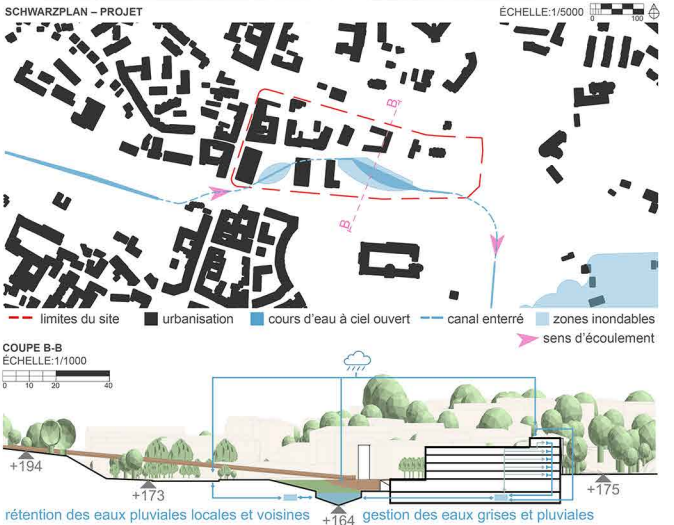 SCHWARZPLAN – PROJET
ÉCHELLE:1/5000
0 100
B
B
limites du site
urbanisation
cours d'eau à ciel ouvert
canal enterré
zones inondables
sens d'écoulement
COUPE B-B
ÉCHELLE:1/1000
0 10 20 40
+194
+173
+164
+175
rétention des eaux pluviales locales et voisines
gestion des eaux grises et pluviales